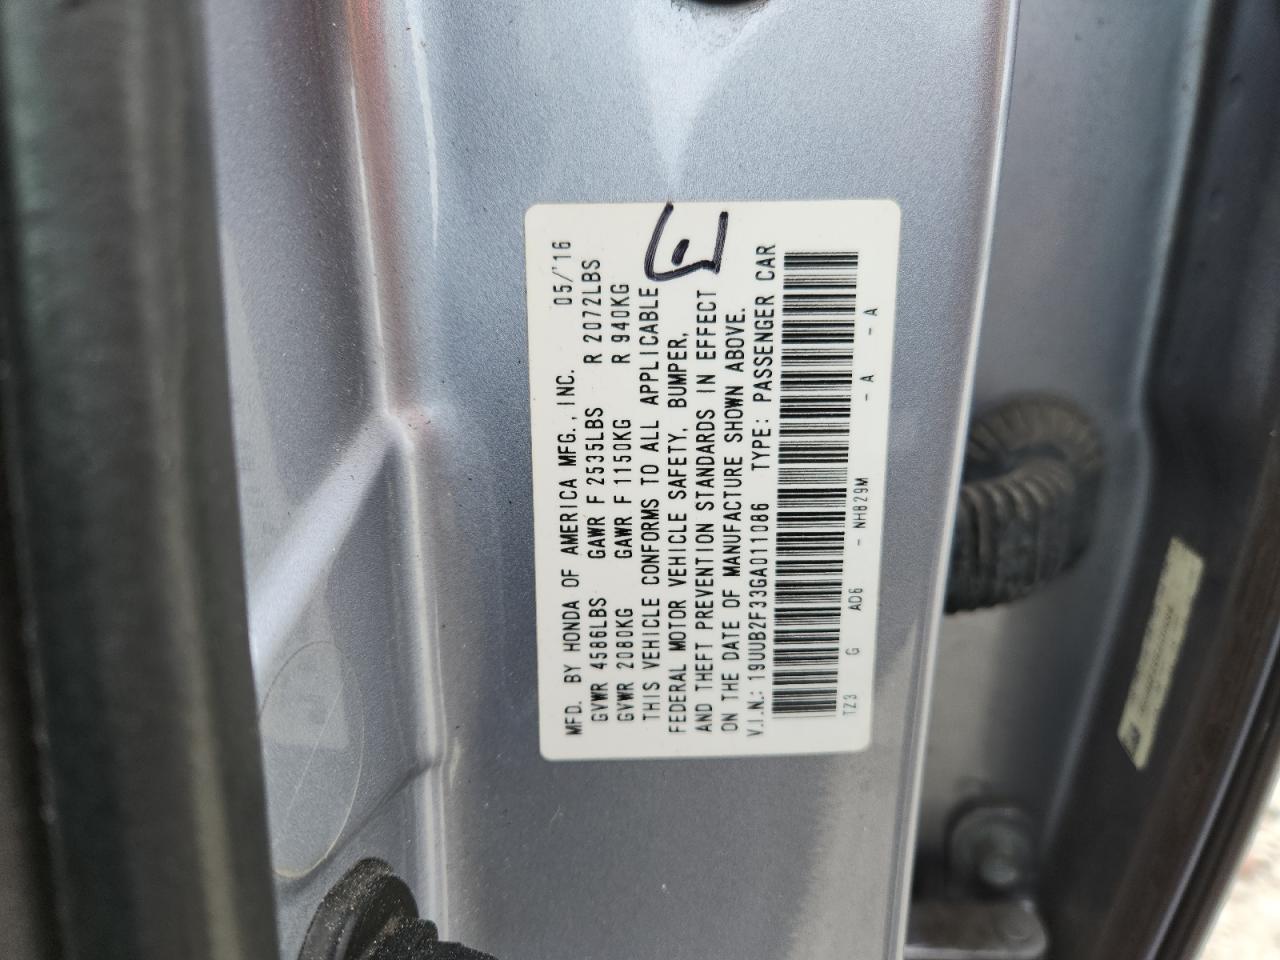 MFD. BY HONDA OF AMERICA MFG., INC. 05/'16
GVWR 4586LBS GAWR F 2535LBS R 2072LBS
GVWR 2080KG GAWR F 1150KG R 940KG
THIS VEHICLE CONFORMS TO ALL APPLICABLE
FEDERAL MOTOR VEHICLE SAFETY, BUMPER,
AND THEFT PREVENTION STANDARDS IN EFFECT
ON THE DATE OF MANUFACTURE SHOWN ABOVE.
V.I.N.: 19UUB2F33GA011086 TYPE: PASSENGER CAR
TZ3 G AD6 - NH829M - A - A